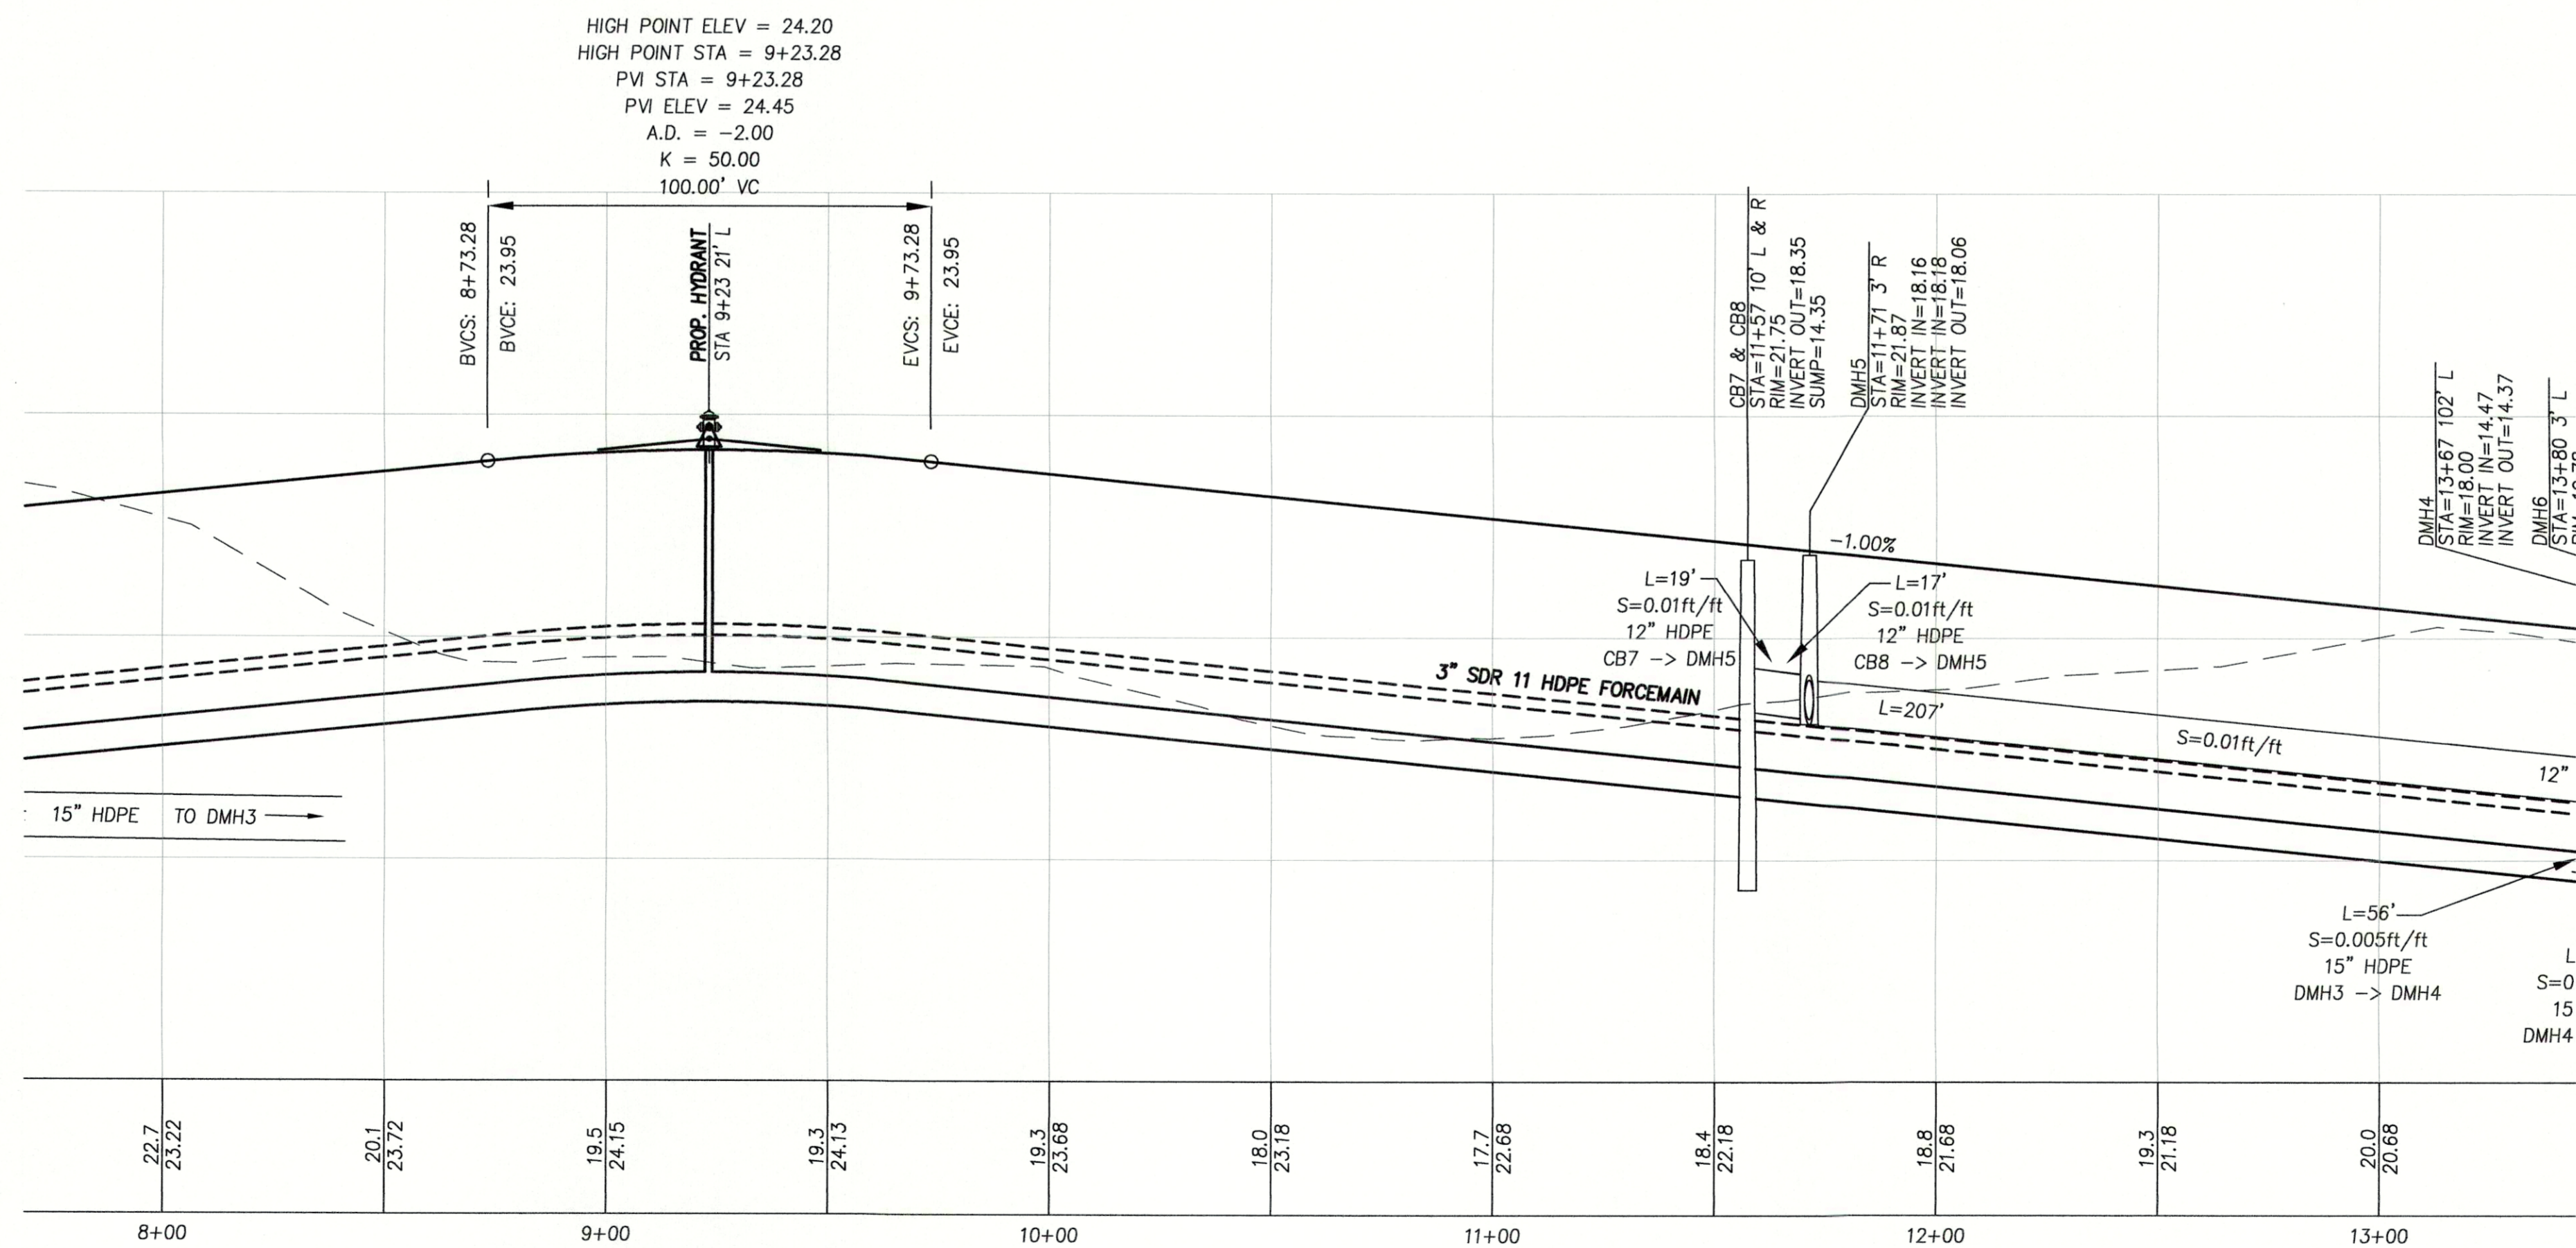 HIGH POINT ELEV = 24.20
HIGH POINT STA = 9+23.28
PVI STA = 9+23.28
PVI ELEV = 24.45
A.D. = -2.00
K = 50.00
100.00' VC
BVCS: 8+73.28
BVCE: 23.95
PROP. HYDRANT
STA 9+23 21' L
EVCS: 9+73.28
EVCE: 23.95
CB7 & CB8
STA=11+57 10' L & R
RIM=21.75
INVERT OUT=18.35
SUMP=14.35
DMH5
STA=11+71 3' R
RIM=21.87
INVERT IN=18.16
INVERT IN=18.18
INVERT OUT=18.06
DMH4
STA=13+67 102' L
RIM=18.00
INVERT IN=14.47
INVERT OUT=14.37
DMH6
STA=13+80 3' L
-1.00%
L=19'
S=0.01ft/ft
12" HDPE
CB7 -> DMH5
L=17'
S=0.01ft/ft
12" HDPE
CB8 -> DMH5
3" SDR 11 HDPE FORCEMAIN
L=207'
S=0.01ft/ft
12"
15" HDPE TO DMH3
L=56'
S=0.005ft/ft
15" HDPE
DMH3 -> DMH4
L
S=0
15
DMH4
22.7
23.22
20.1
23.72
19.5
24.15
19.3
24.13
19.3
23.68
18.0
23.18
17.7
22.68
18.4
22.18
18.8
21.68
19.3
21.18
20.0
20.68
8+00
9+00
10+00
11+00
12+00
13+00